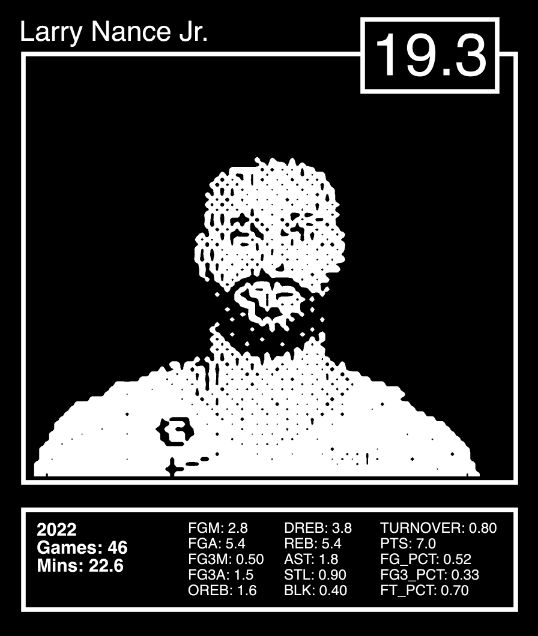 Larry Nance Jr.
19.3
2022
Games: 46
Mins: 22.6
FGM: 2.8
FGA: 5.4
FG3M: 0.50
FG3A: 1.5
OREB: 1.6
DREB: 3.8
REB: 5.4
AST: 1.8
STL: 0.90
BLK: 0.40
TURNOVER: 0.80
PTS: 7.0
FG_PCT: 0.52
FG3_PCT: 0.33
FT_PCT: 0.70